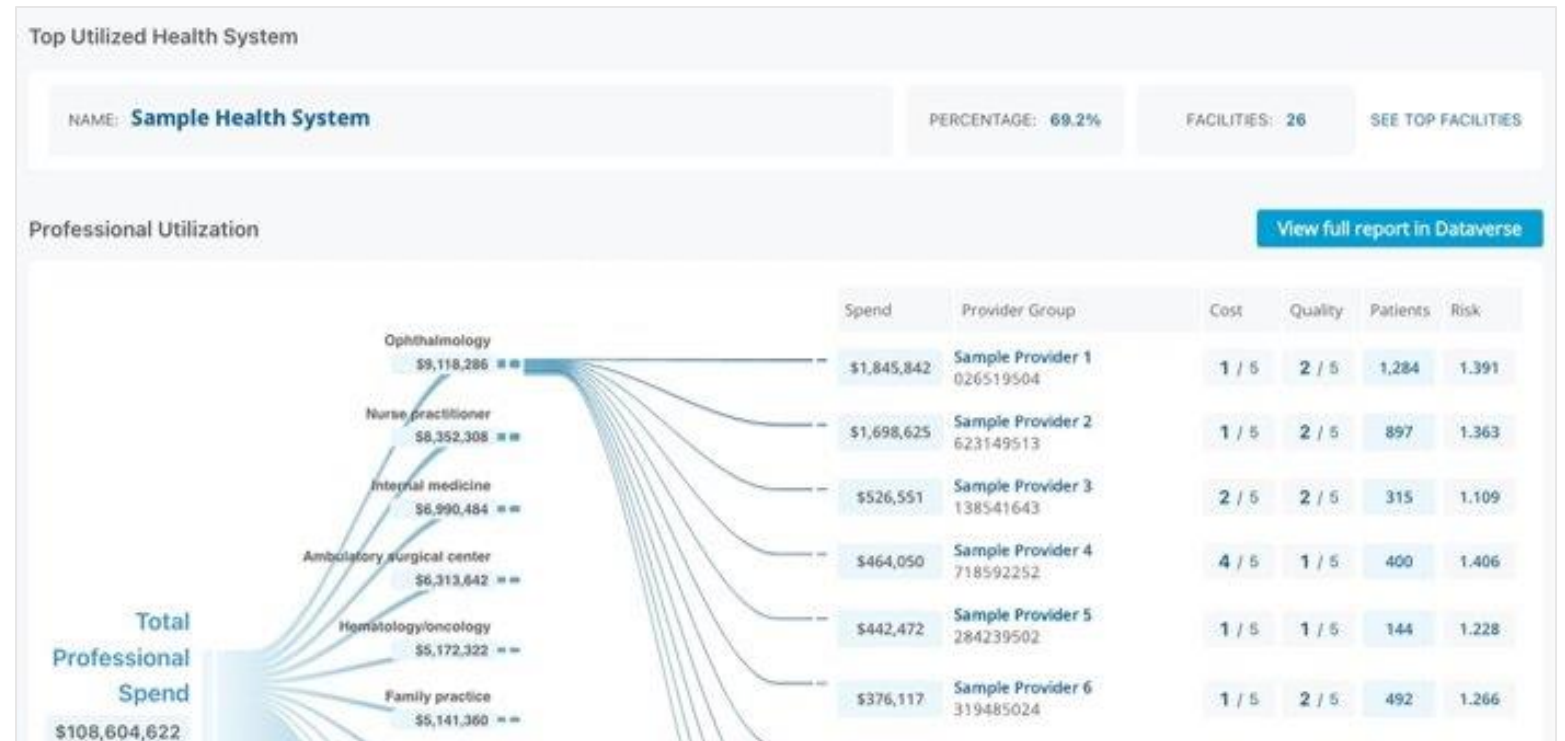 Top Utilized Health System
NAME: Sample Health System
PERCENTAGE: 69.2%
FACILITIES: 26
SEE TOP FACILITIES
Professional Utilization
View full report in Dataverse
Total
Professional
Spend
$108,604,622
Ophthalmology
$9,118,286
Nurse practitioner
$8,352,308
Internal medicine
$6,990,484
Ambulatory surgical center
$6,313,642
Hematology/oncology
$5,172,322
Family practice
$5,141,360
Spend Provider Group Cost Quality Patients Risk
$1,845,842 Sample Provider 1 1 / 5 2 / 5 1,284 1.391
026519504
$1,698,625 Sample Provider 2 1 / 5 2 / 5 897 1.363
623149513
$526,551 Sample Provider 3 2 / 5 2 / 5 315 1.109
138541643
$464,050 Sample Provider 4 4 / 5 1 / 5 400 1.406
718592252
$442,472 Sample Provider 5 1 / 5 1 / 5 144 1.228
284239502
$376,117 Sample Provider 6 1 / 5 2 / 5 492 1.266
319485024